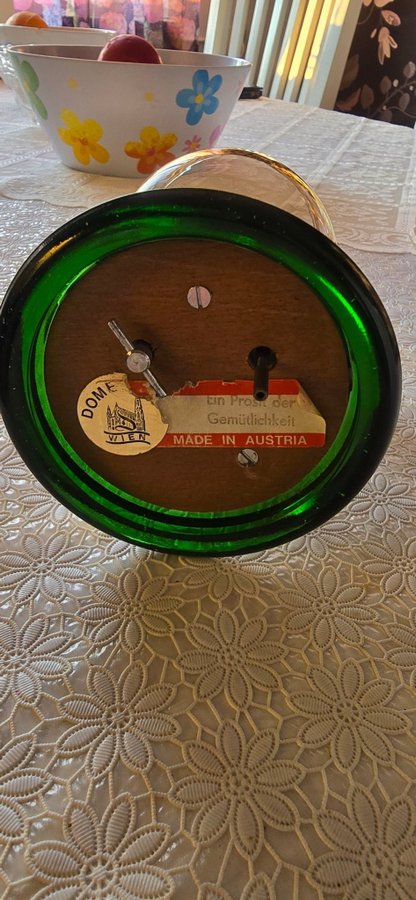 DOME
WIEN
Ein Prosit der
Gemütlichkeit
MADE IN AUSTRIA